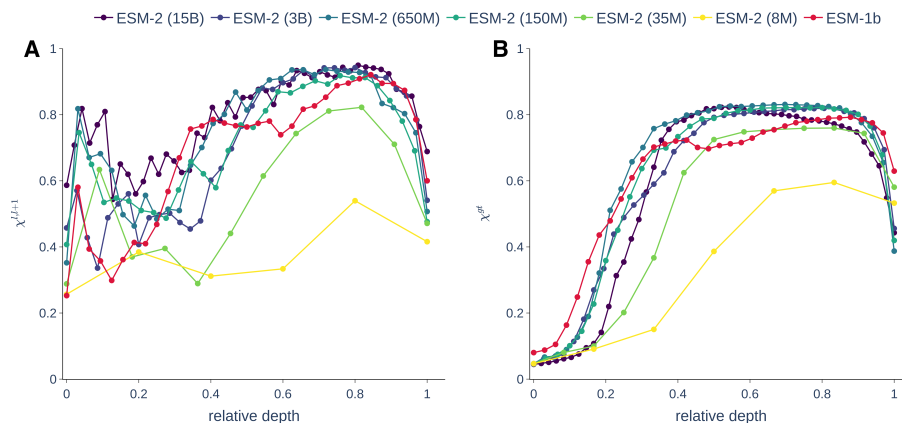 ESM-2 (15B) ESM-2 (3B) ESM-2 (650M) ESM-2 (150M) ESM-2 (35M) ESM-2 (8M) ESM-1b
A B
1 1
0.8 0.8
0.6 0.6
χ^{l,l+1} χ^{gt}
0.4 0.4
0.2 0.2
0 0
0 0.2 0.4 0.6 0.8 1 0 0.2 0.4 0.6 0.8 1
relative depth relative depth